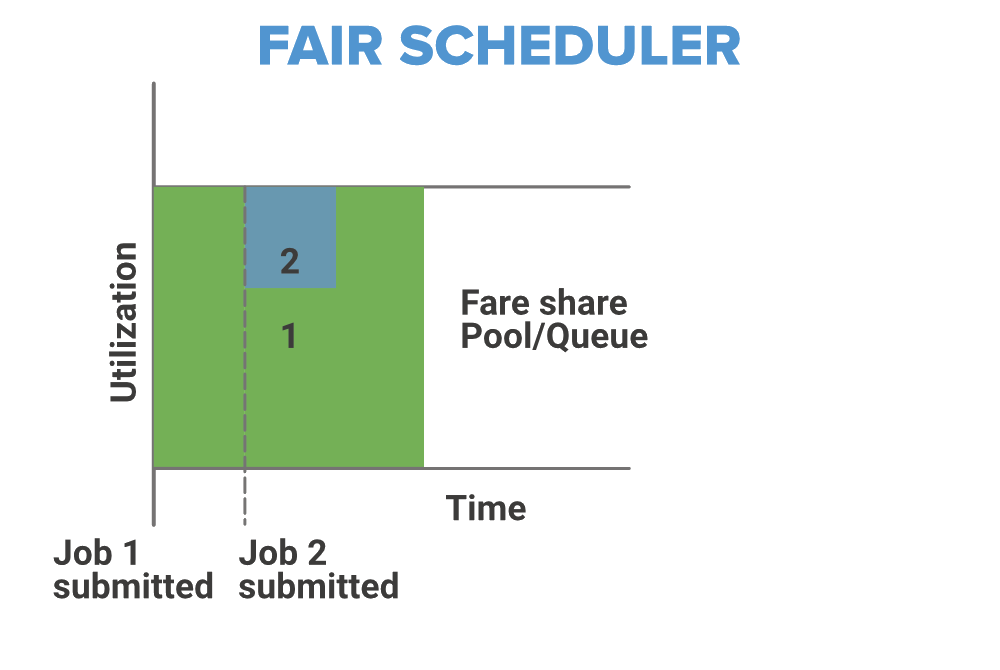 FAIR SCHEDULER
Utilization
2
1
Fare share
Pool/Queue
Time
Job 1
submitted
Job 2
submitted